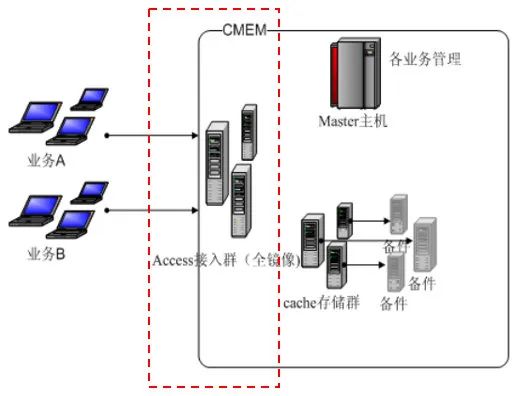 CMEM
各业务管理
Master主机
业务A
业务B
Access接入群（全镜像)
cache存储群
备件
备件
备件